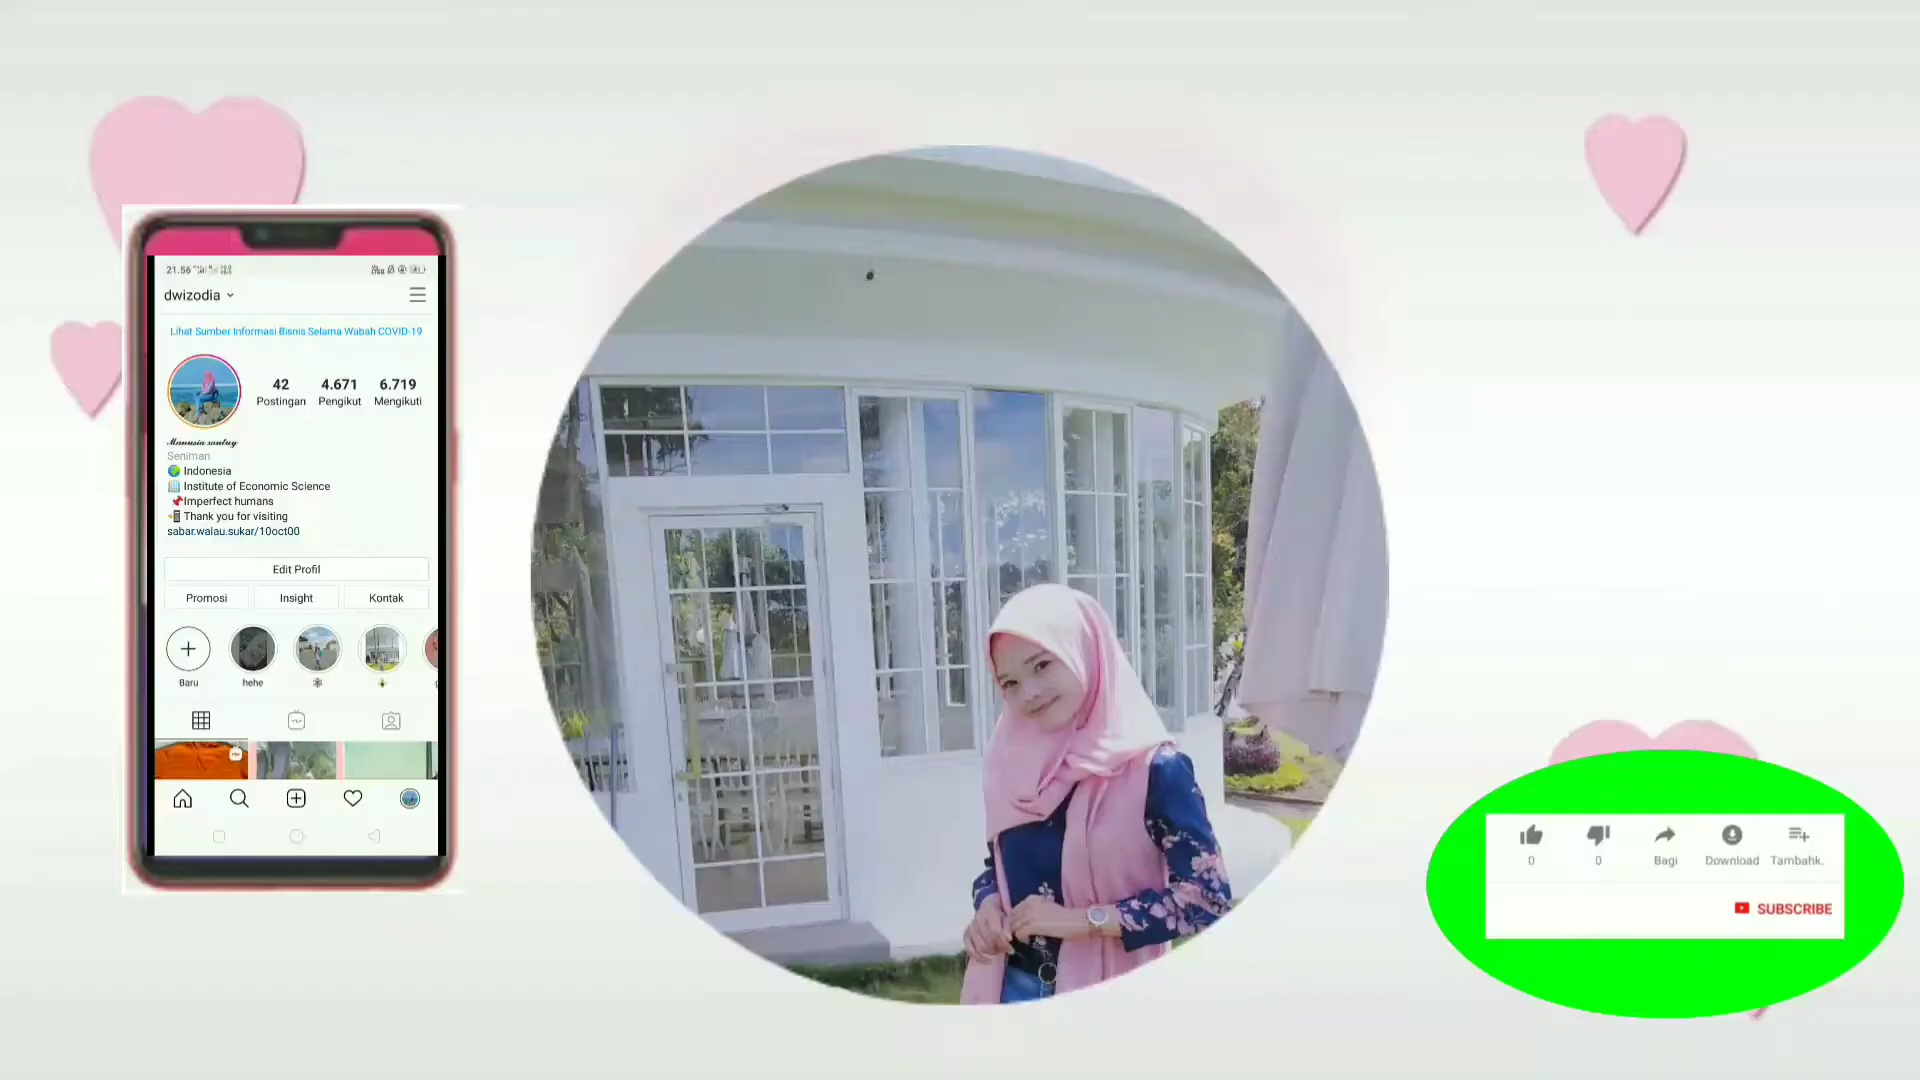 21.56
dwizodia
Lihat Sumber Informasi Bisnis Selama Wabah COVID-19
42 4.671 6.719
Postingan Pengikut Mengikuti
Manusia santuy
Seniman
Indonesia
Institute of Economic Science
Imperfect humans
Thank you for visiting
sabar.walau.sukar/10oct00
Edit Profil
Promosi Insight Kontak
Baru hehe
0 0 Bagi Download Tambahk.
SUBSCRIBE